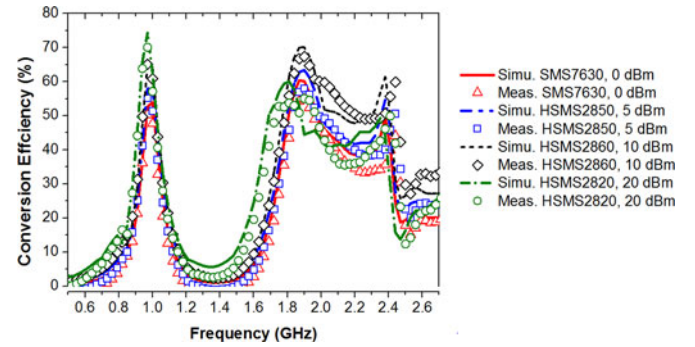 Conversion Effciency (%)
80
70
60
50
40
30
20
10
0
0.6 0.8 1.0 1.2 1.4 1.6 1.8 2.0 2.2 2.4 2.6
Frequency (GHz)
Simu. SMS7630, 0 dBm
Meas. SMS7630, 0 dBm
Simu. HSMS2850, 5 dBm
Meas. HSMS2850, 5 dBm
Simu. HSMS2860, 10 dBm
Meas. HSMS2860, 10 dBm
Simu. HSMS2820, 20 dBm
Meas. HSMS2820, 20 dBm